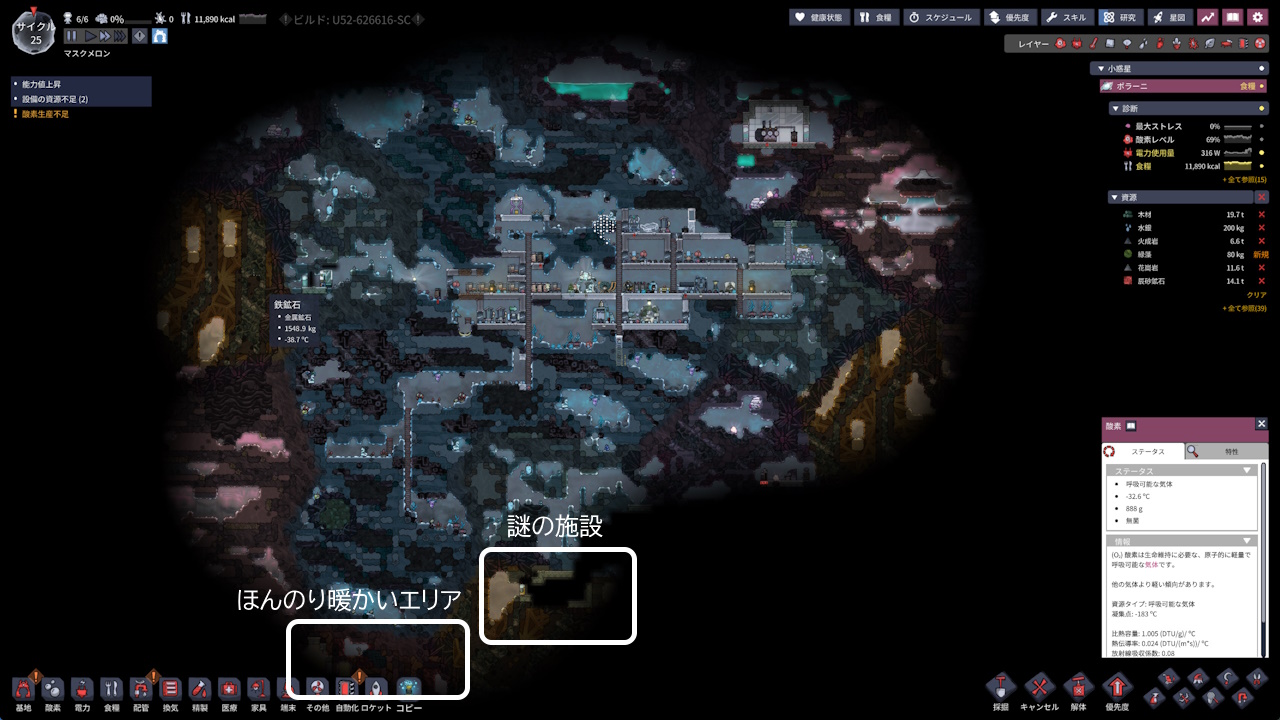 サイクル
25
6/6
0%
0
11,890 kcal
ビルド: U52-626616-SC
マスクメロン
能力値上昇
設備の資源不足 (2)
酸素生産不足
健康状態
食糧
スケジュール
優先度
スキル
研究
星図
レイヤー
小惑星
ポラーニ
食糧
診断
最大ストレス 0%
酸素レベル 69%
電力使用量 316 W
食糧 11,890 kcal
+ 全て参照(15)
資源
木材 19.7 t
水銀 200 kg
火成岩 6.6 t
緑藻 80 kg 新規
花崗岩 11.6 t
辰砂鉱石 14.1 t
クリア
+ 全て参照(39)
鉄鉱石
金属鉱石
1548.9 kg
-38.7 ºC
謎の施設
ほんのり暖かいエリア
酸素
ステータス
特性
ステータス
呼吸可能な気体
-32.6 ºC
888 g
無菌
情報
(O₂) 酸素は生命維持に必要な、原子的に軽量で
呼吸可能な気体です。
他の気体より軽い傾向があります。
資源タイプ: 呼吸可能な気体
凝集点: -183 ºC
比熱容量: 1.005 (DTU/g)/ ºC
熱伝導率: 0.024 (DTU/(m*s))/ ºC
放射線吸収係数: 0.08
基地
酸素
電力
食糧
配管
換気
精製
医療
家具
端末
その他
自動化
ロケット
コピー
採掘
キャンセル
解体
優先度